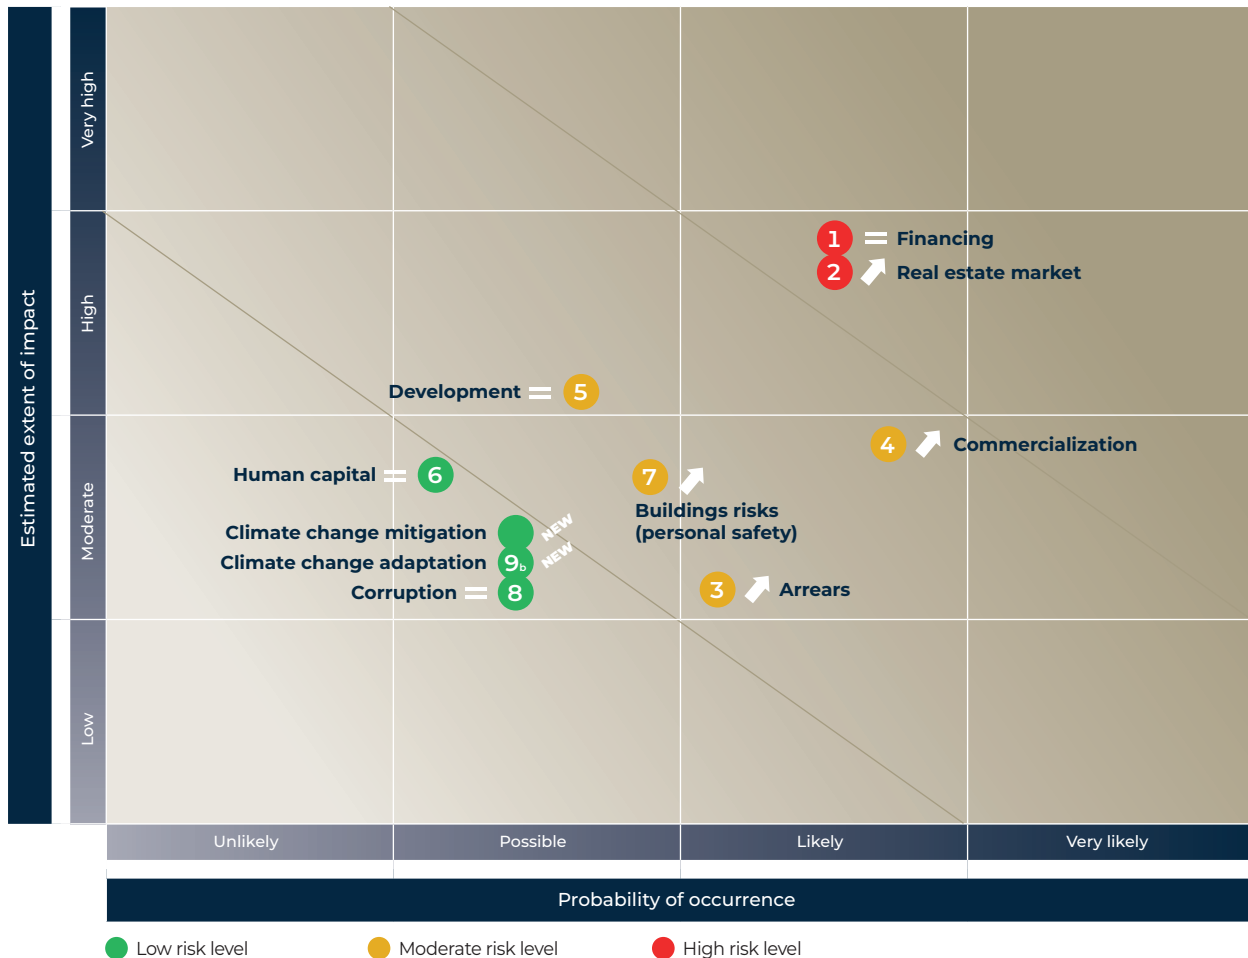 Estimated extent of impact
Very high
High
Moderate
Low
1 = Financing
2 Real estate market
Development = 5
4 Commercialization
Human capital = 6
7
Buildings risks
(personal safety)
Climate change mitigation NEW
Climate change adaptation 9b NEW
Corruption = 8
3 Arrears
Unlikely
Possible
Likely
Very likely
Probability of occurrence
Low risk level
Moderate risk level
High risk level